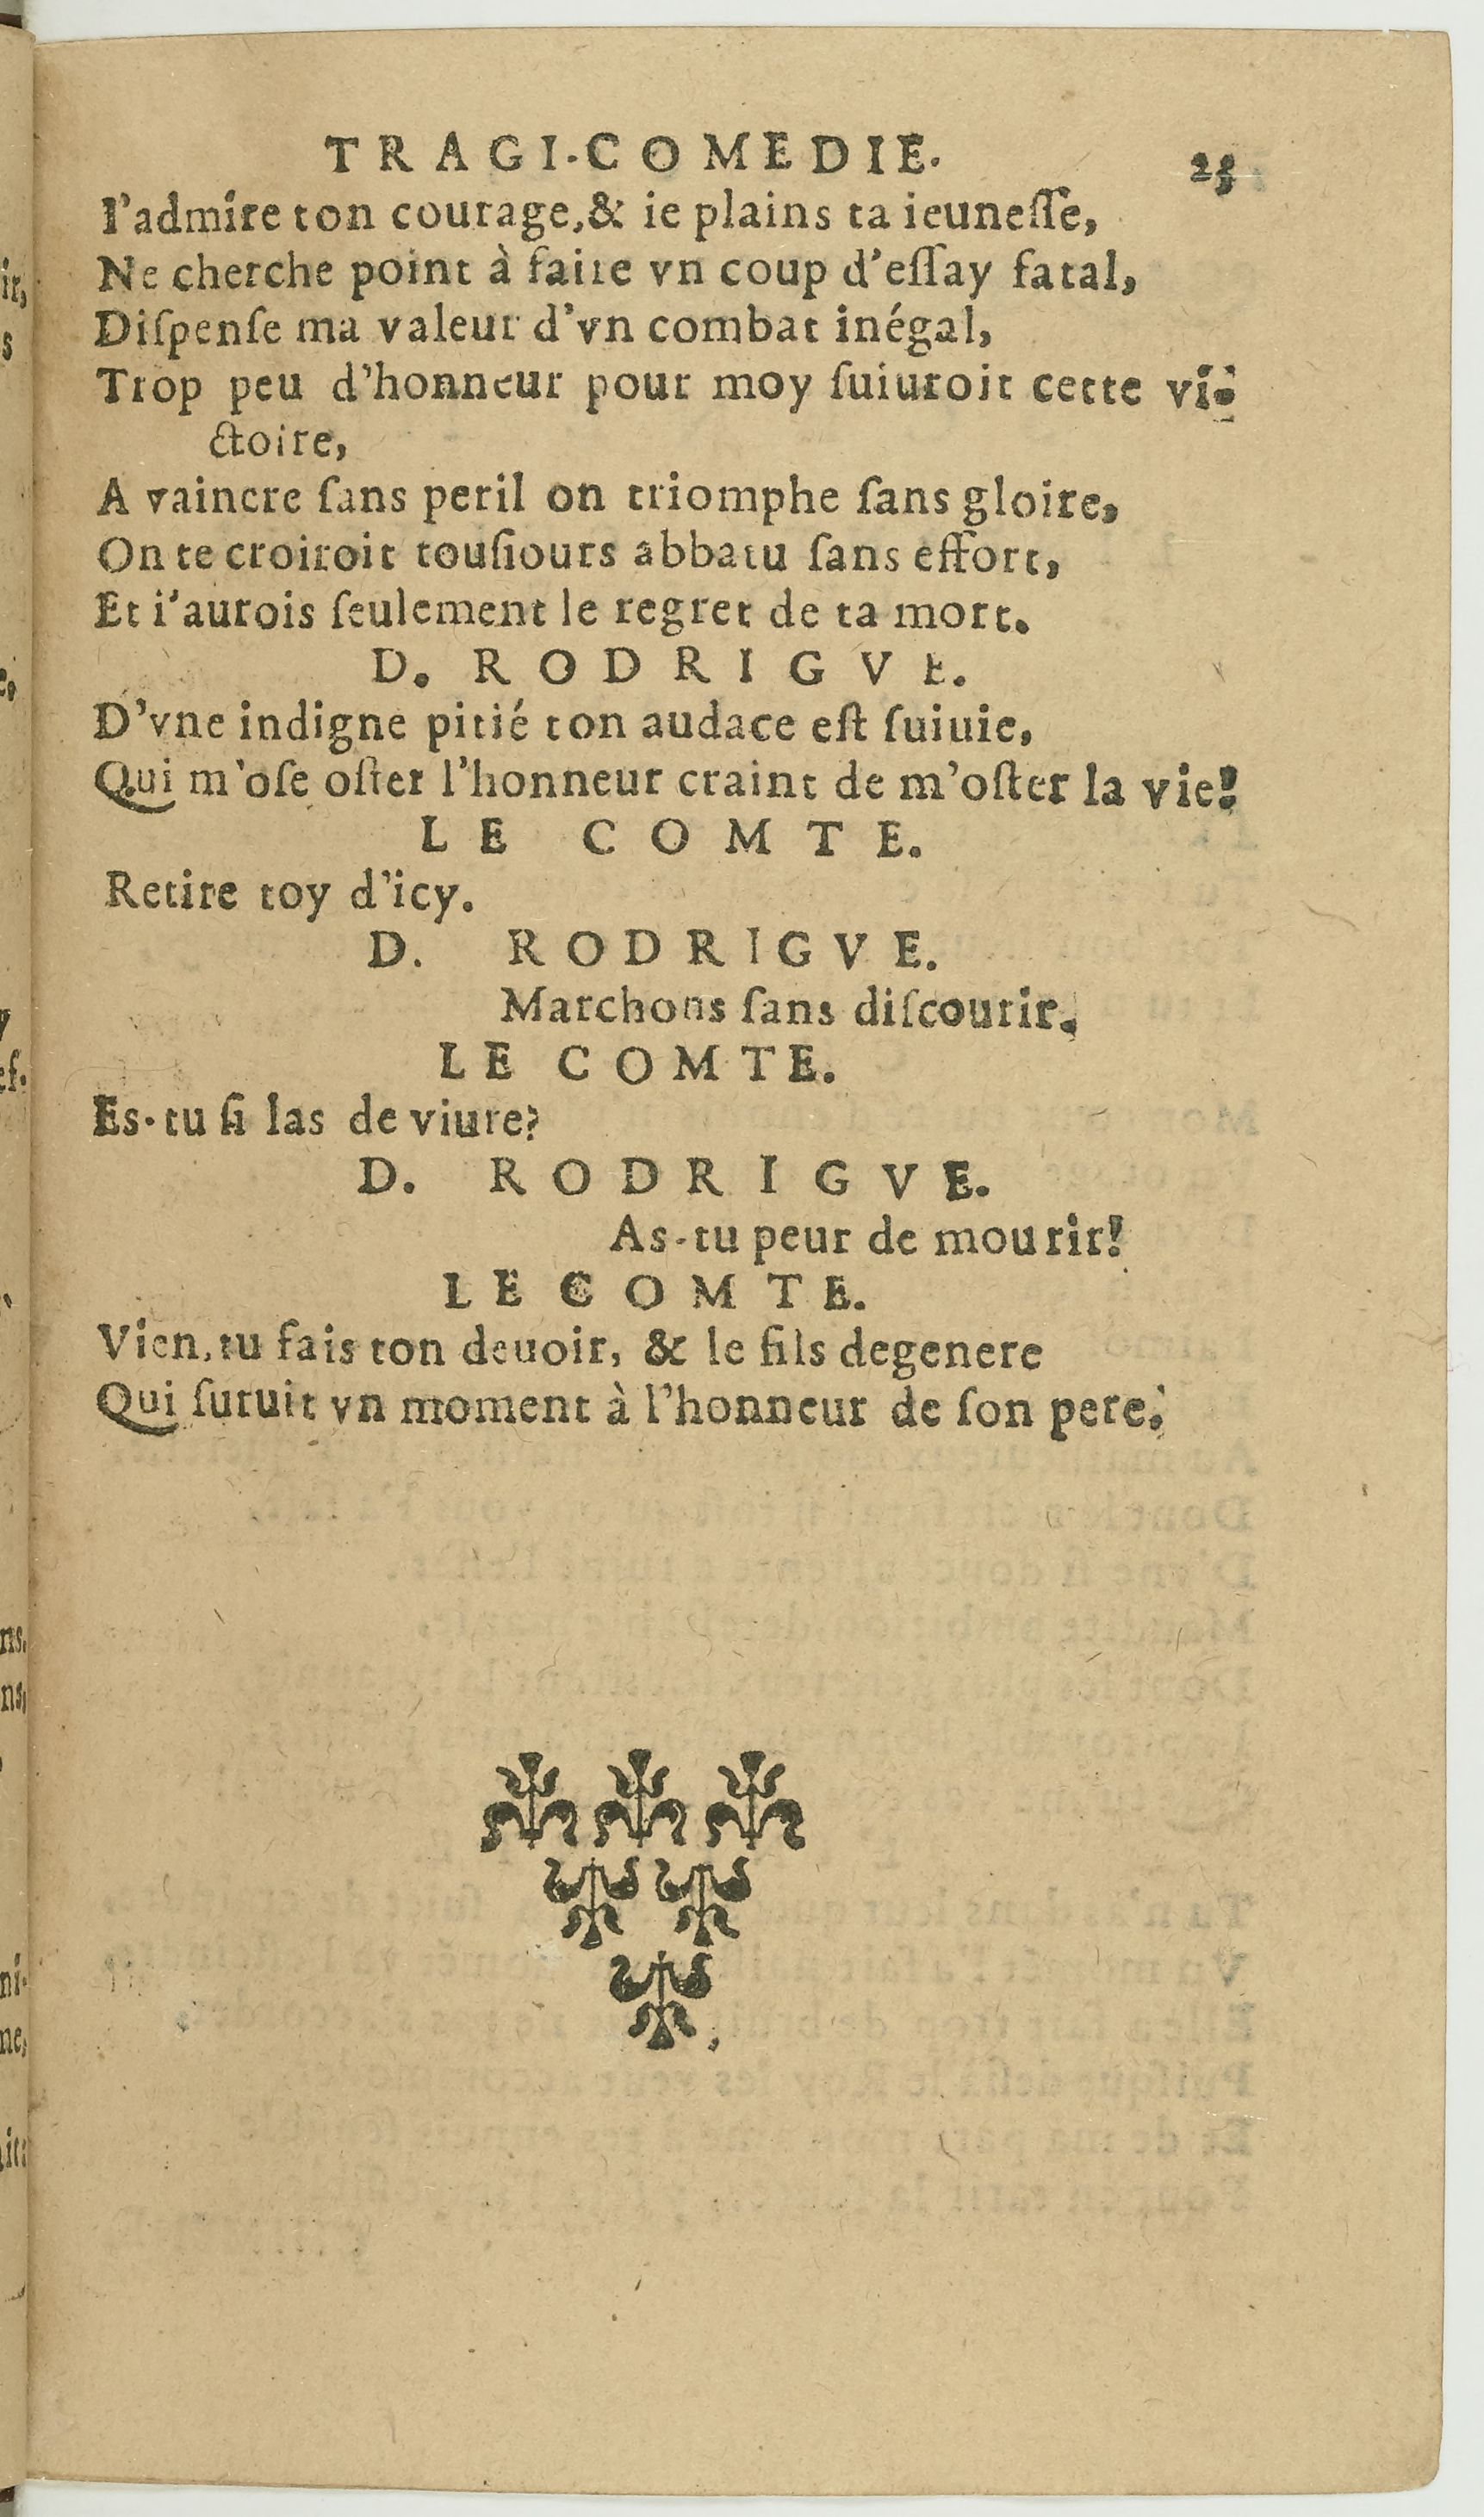 TRAGI-COMEDIE. 25
I'admire ton courage, & ie plains ta ieuneſſe,
Ne cherche point à faire vn coup d'eſſay fatal,
Diſpenſe ma valeur d'vn combat inégal,
Trop peu d'honneur pour moy ſuiuroit cette vi-
ctoire,
A vaincre ſans peril on triomphe ſans gloire,
On te croiroit touſiours abbatu ſans effort,
Et i'aurois ſeulement le regret de ta mort.
D. RODRIGVE.
D'vne indigne pitié ton audace eſt ſuiuie,
Qui m'oſe oſter l'honneur craint de m'oſter la vie!
LE COMTE.
Retire toy d'icy.
D. RODRIGVE.
Marchons ſans diſcourir.
LE COMTE.
Es-tu ſi las de viure?
D. RODRIGVE.
As-tu peur de mourir!
LE COMTE.
Vien, tu fais ton deuoir, & le fils degenere
Qui ſuruit vn moment à l'honneur de ſon pere.